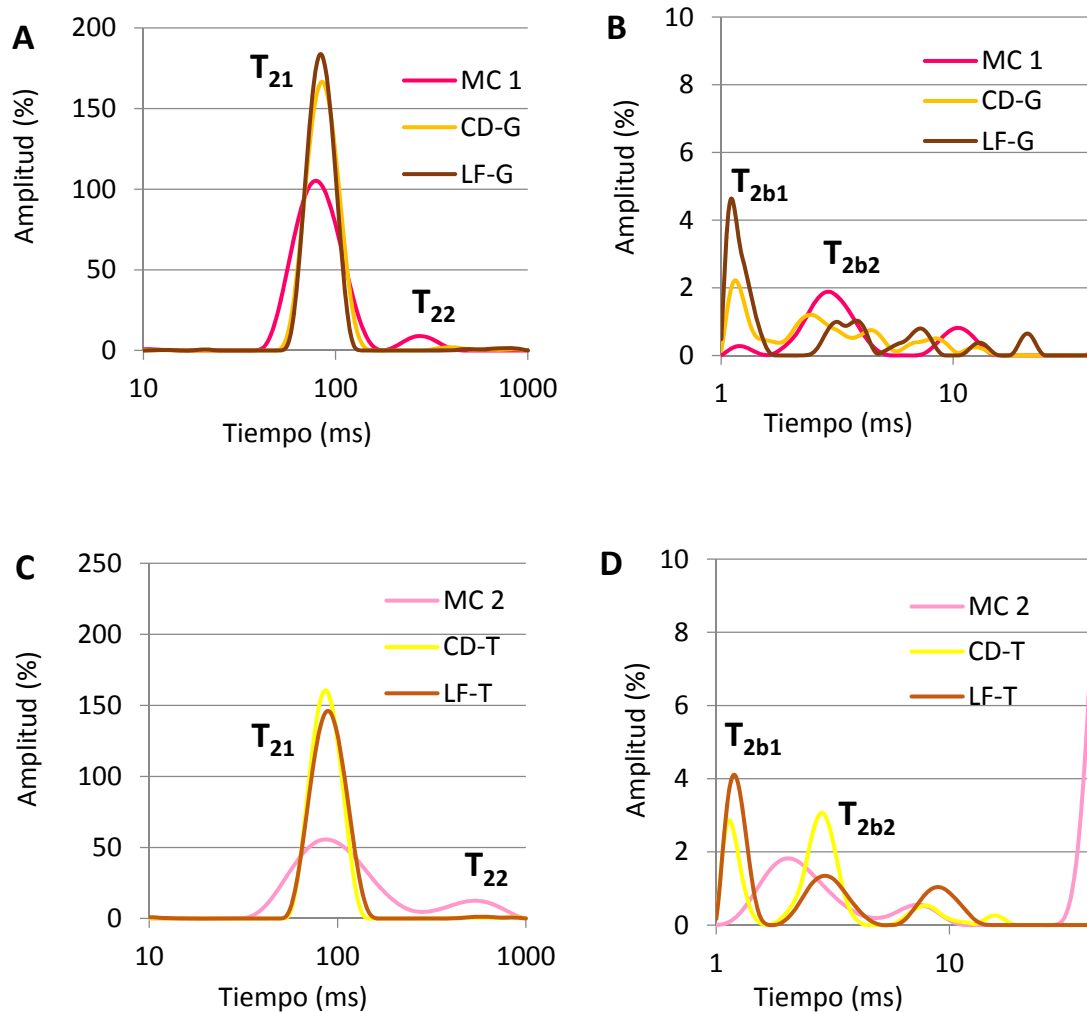 A
Amplitud (%)
200
150
100
50
0
10
100
1000
Tiempo (ms)
T21
T22
MC 1
CD-G
LF-G
B
Amplitud (%)
10
8
6
4
2
0
1
10
Tiempo (ms)
T2b1
T2b2
MC 1
CD-G
LF-G
C
Amplitud (%)
250
200
150
100
50
0
10
100
1000
Tiempo (ms)
T21
T22
MC 2
CD-T
LF-T
D
Amplitud (%)
10
8
6
4
2
0
1
10
Tiempo (ms)
T2b1
T2b2
MC 2
CD-T
LF-T